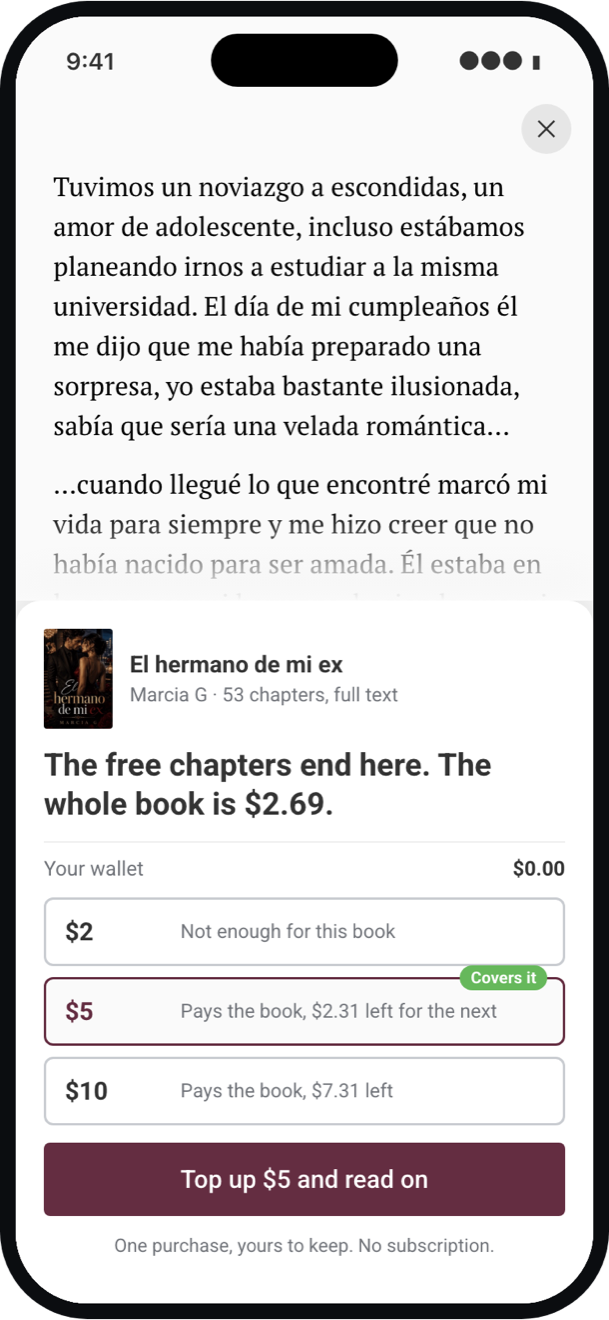 9:41
Tuvimos un noviazgo a escondidas, un
amor de adolescente, incluso estábamos
planeando irnos a estudiar a la misma
universidad. El día de mi cumpleaños él
me dijo que me había preparado una
sorpresa, yo estaba bastante ilusionada,
sabía que sería una velada romántica...
...cuando llegué lo que encontré marcó mi
vida para siempre y me hizo creer que no
había nacido para ser amada. Él estaba en
El
hermano
de mi ex
MARCIA G
El hermano de mi ex
Marcia G · 53 chapters, full text
The free chapters end here. The
whole book is $2.69.
Your wallet $0.00
$2 Not enough for this book
Covers it
$5 Pays the book, $2.31 left for the next
$10 Pays the book, $7.31 left
Top up $5 and read on
One purchase, yours to keep. No subscription.